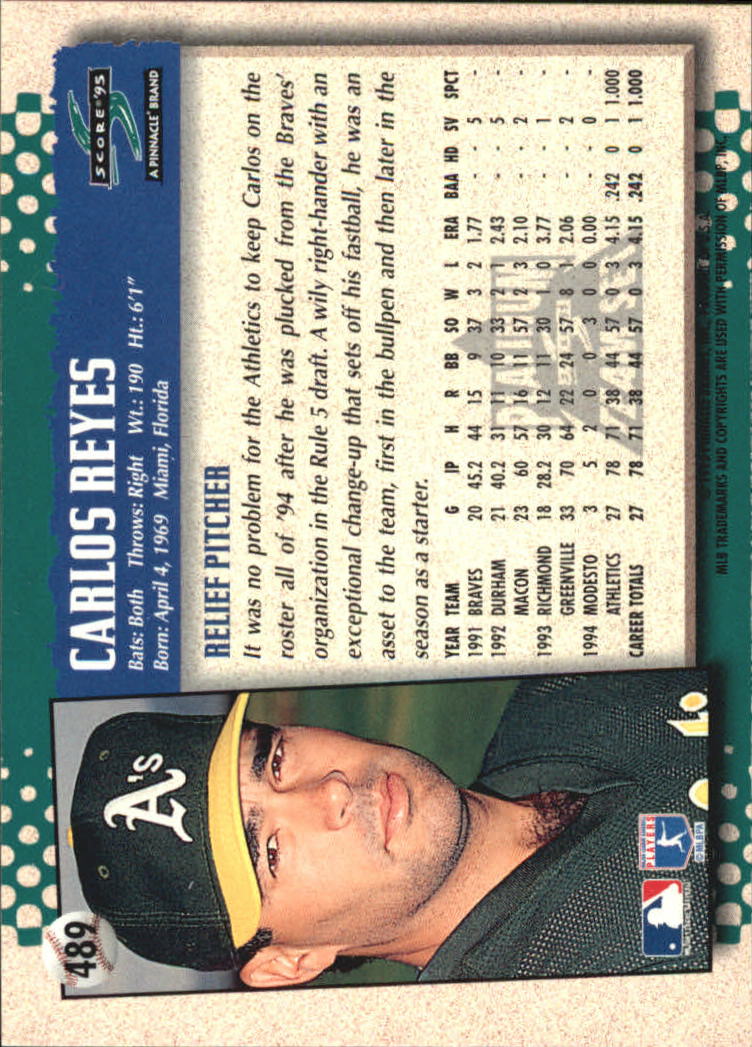 489
A's
CARLOS REYES
Bats: Both Throws: Right Wt.: 190 Ht.: 6'1"
Born: April 4, 1969 Miami, Florida
SCORE®'95
A PINNACLE® BRAND
RELIEF PITCHER
It was no problem for the Athletics to keep Carlos on the
roster all of '94 after he was plucked from the Braves'
organization in the Rule 5 draft. A wily right-hander with an
exceptional change-up that sets off his fastball, he was an
asset to the team, first in the bullpen and then later in the
season as a starter.
YEAR TEAM G IP H R BB SO W L ERA BAA HD SV SPCT
1991 BRAVES 20 45.2 44 15 9 37 3 2 1.77 - - 5 -
1992 DURHAM 21 40.2 31 11 10 33 2 1 2.43 - - 5 -
MACON 23 60 57 16 11 57 2 3 2.10 - - 2 -
1993 RICHMOND 18 28.2 30 12 11 30 1 0 3.77 - - 1 -
GREENVILLE 33 70 64 22 24 57 8 1 2.06 - - 2 -
1994 MODESTO 3 5 2 0 0 3 0 0 0.00 - - 0 -
ATHLETICS 27 78 71 38 44 57 0 3 4.15 .242 0 1 1.000
CAREER TOTALS 27 78 71 38 44 57 0 3 4.15 .242 0 1 1.000
MLB TRADEMARKS AND COPYRIGHTS ARE USED WITH PERMISSION OF MLBP, INC.
PLAYERS
©MLBPA